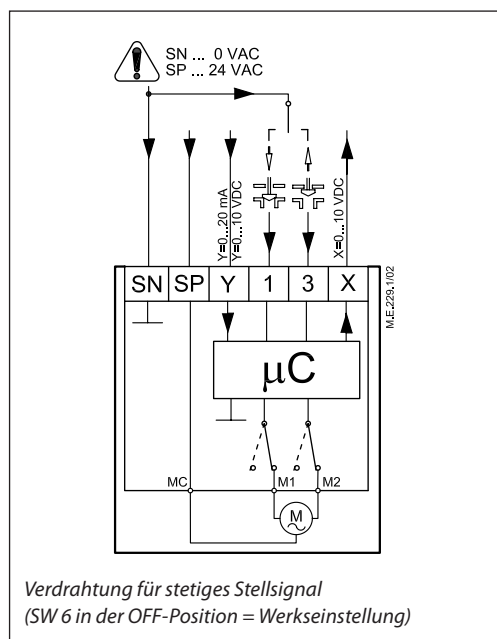 SN ... 0 VAC
SP ... 24 VAC
Y=0...20 mA
Y=0...10 VDC
X=0...10 VDC
SN SP Y 1 3 X
M.E.229.1/02
µC
MC M1 M2
M
Verdrahtung für stetiges Stellsignal
(SW 6 in der OFF-Position = Werkseinstellung)